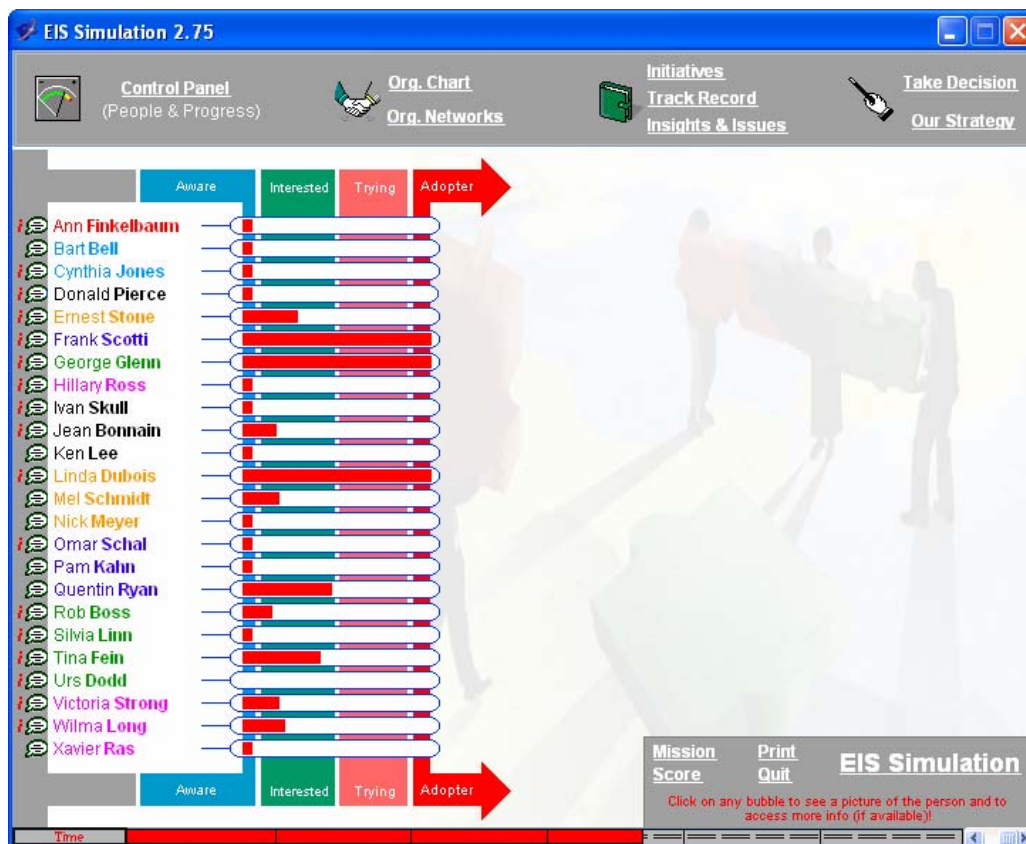 EIS Simulation 2.75
Control Panel
(People & Progress)
Org. Chart
Org. Networks
Initiatives
Track Record
Insights & Issues
Take Decision
Our Strategy
Aware Interested Trying Adopter
i Ann Finkelbaum
Bart Bell
i Cynthia Jones
i Donald Pierce
i Ernest Stone
i Frank Scotti
i George Glenn
i Hillary Ross
i Ivan Skull
i Jean Bonnain
Ken Lee
i Linda Dubois
Mel Schmidt
Nick Meyer
i Omar Schal
Pam Kahn
Quentin Ryan
i Rob Boss
i Silvia Linn
i Tina Fein
i Urs Dodd
i Victoria Strong
i Wilma Long
Xavier Ras
Aware Interested Trying Adopter
Mission Print
Score Quit
EIS Simulation
Click on any bubble to see a picture of the person and to
access more info (if available)!
Time